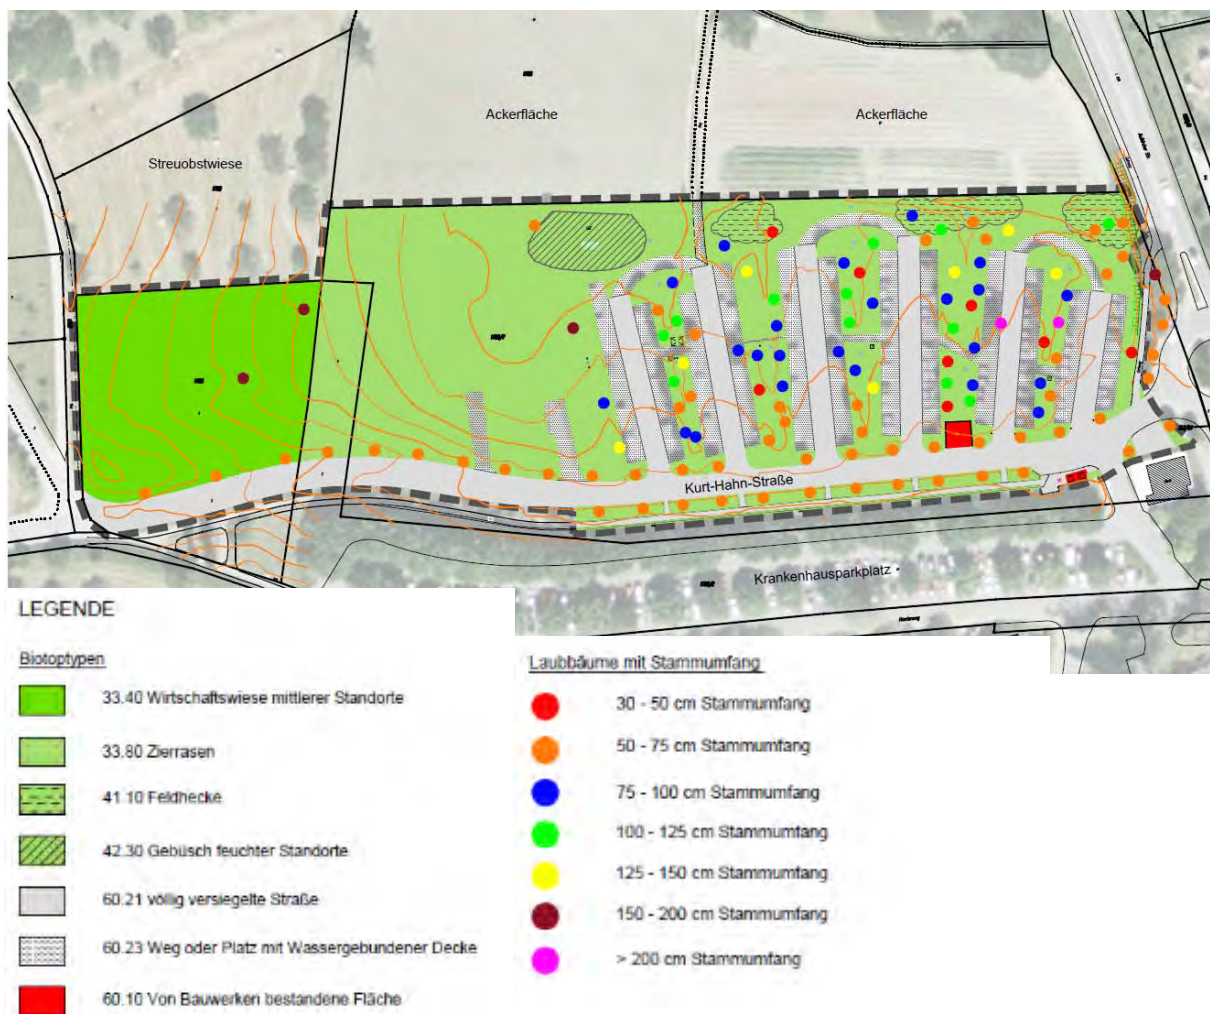 Ackerfläche
Ackerfläche
Streuobstwiese
Kurt-Hahn-Straße
Krankenhausparkplatz
LEGENDE
Biotoptypen
33.40 Wirtschaftswiese mittlerer Standorte
33.80 Zierrasen
41.10 Feldhecke
42.30 Gebüsch feuchter Standorte
60.21 völlig versiegelte Straße
60.23 Weg oder Platz mit Wassergebundener Decke
60.10 Von Bauwerken bestandene Fläche
Laubbäume mit Stammumfang
30 - 50 cm Stammumfang
50 - 75 cm Stammumfang
75 - 100 cm Stammumfang
100 - 125 cm Stammumfang
125 - 150 cm Stammumfang
150 - 200 cm Stammumfang
> 200 cm Stammumfang